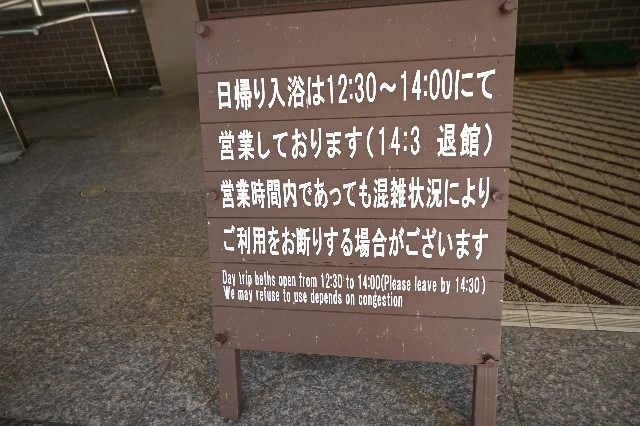 日帰り入浴は12:30～14:00にて
営業しております(14:3 退館)
営業時間内であっても混雑状況により
ご利用をお断りする場合がございます
Day trip baths open from 12:30 to 14:00(Please leave by 14:30)
We may refuse to use depends on congestion